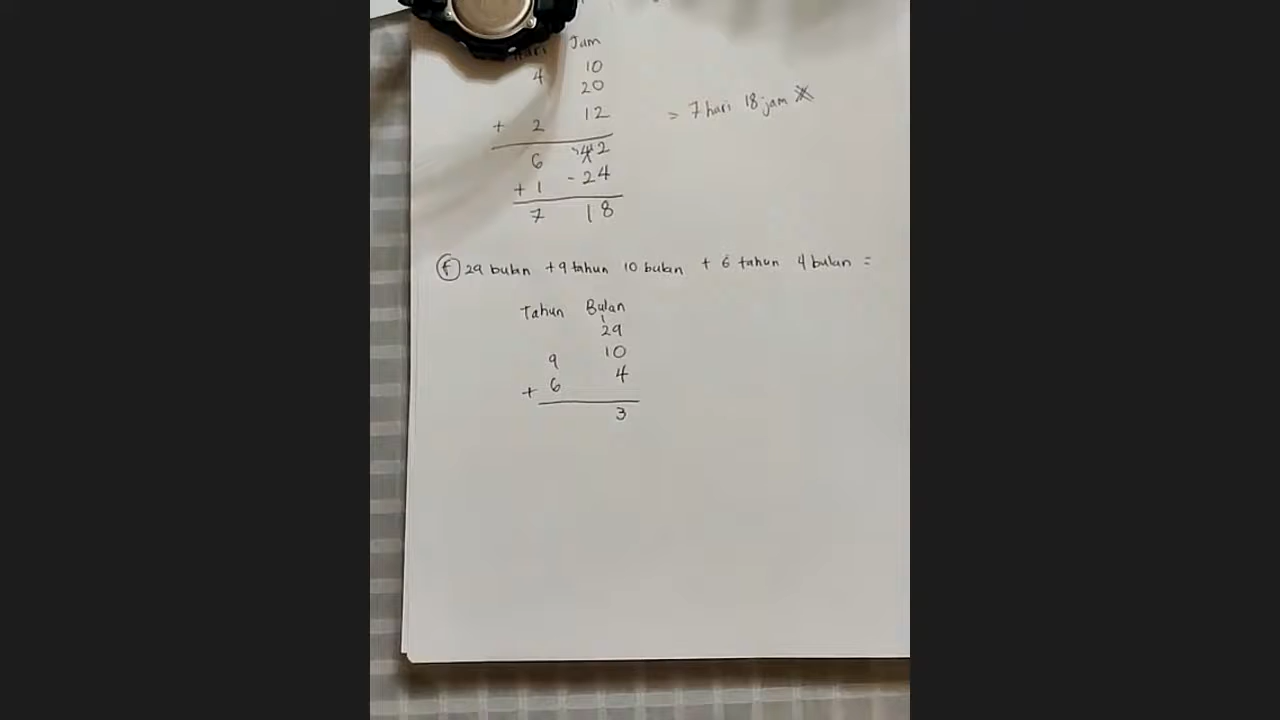 Hari Jam
4 10
20
+ 2 12
6 42
+ 1 - 24
7 18
= 7 hari 18 jam
f 29 bulan + 9 tahun 10 bulan + 6 tahun 4 bulan =
Tahun Bulan
1
29
9 10
+ 6 4
3